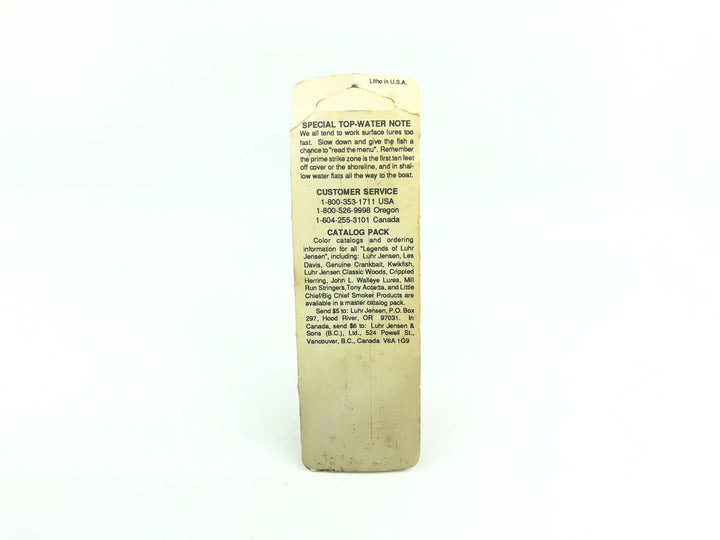 Litho in U.S.A.
SPECIAL TOP-WATER NOTE
We all tend to work surface lures too
fast. Slow down and give the fish a
chance to "read the menu". Remember
the prime strike zone is the first ten feet
off cover or the shoreline, and in shal-
low water flats all the way to the boat.
CUSTOMER SERVICE
1-800-353-1711 USA
1-800-526-9998 Oregon
1-604-255-3101 Canada
CATALOG PACK
Color catalogs and ordering
information for all "Legends of Luhr
Jensen", including: Luhr Jensen, Les
Davis, Genuine Crankbait, Kwikfish,
Luhr Jensen Classic Woods, Crippled
Herring, John L. Walleye Lures, Mill
Run Stringers, Tony Accetta, and Little
Chief/Big Chief Smoker Products are
available in a master catalog pack.
Send $5 to: Luhr Jensen, P.O. Box
297, Hood River, OR 97031. In
Canada, send $6 to: Luhr Jensen &
Sons (B.C.), Ltd., 524 Powell St.,
Vancouver, B.C., Canada V6A 1G9